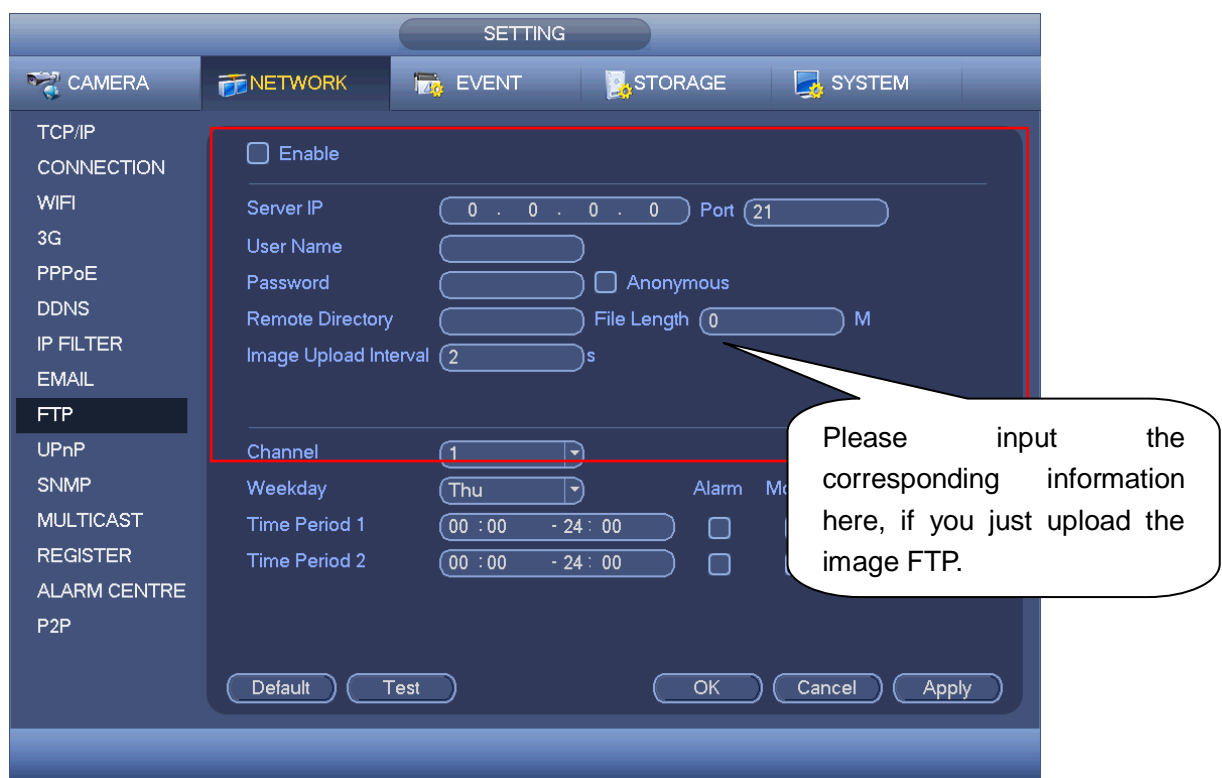 SETTING
CAMERA NETWORK EVENT STORAGE SYSTEM
TCP/IP
CONNECTION
WIFI
3G
PPPoE
DDNS
IP FILTER
EMAIL
FTP
UPnP
SNMP
MULTICAST
REGISTER
ALARM CENTRE
P2P
Enable
Server IP 0 . 0 . 0 . 0 Port 21
User Name
Password Anonymous
Remote Directory File Length 0 M
Image Upload Interval 2 s
Channel 1
Weekday Thu Alarm
Time Period 1 00 :00 - 24 : 00
Time Period 2 00 :00 - 24 : 00
Default Test OK Cancel Apply
Please input the
corresponding information
here, if you just upload the
image FTP.